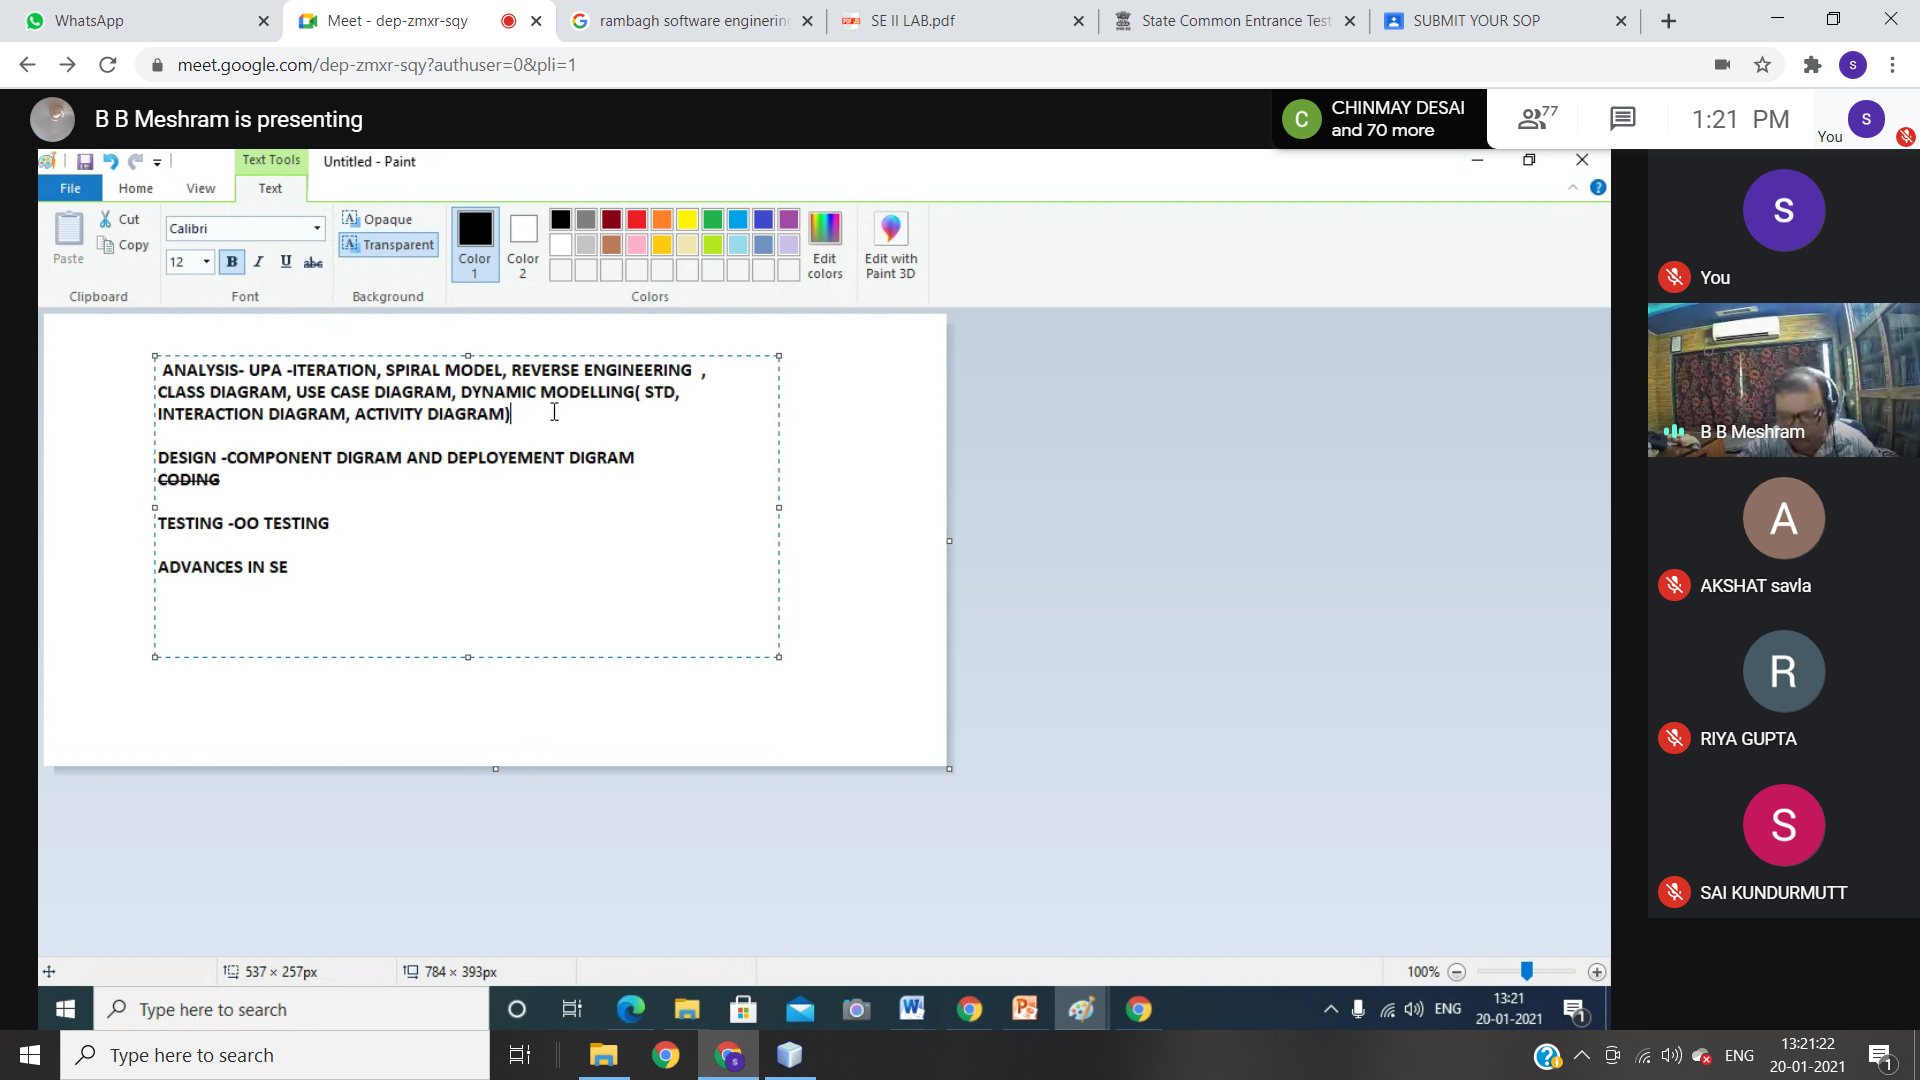 WhatsApp
Meet - dep-zmxr-sqy
rambagh software enginering
SE II LAB.pdf
State Common Entrance Test
SUBMIT YOUR SOP
meet.google.com/dep-zmxr-sqy?authuser=0&pli=1
S
B B Meshram is presenting
C
CHINMAY DESAI
and 70 more
77
1:21 PM
You
S
Text Tools
Untitled - Paint
File
Home
View
Text
Paste
Cut
Copy
Clipboard
Calibri
12
B I U abc
Font
Opaque
Transparent
Background
Color
1
Color
2
Edit
colors
Colors
Edit with
Paint 3D
ANALYSIS- UPA -ITERATION, SPIRAL MODEL, REVERSE ENGINEERING ,
CLASS DIAGRAM, USE CASE DIAGRAM, DYNAMIC MODELLING( STD,
INTERACTION DIAGRAM, ACTIVITY DIAGRAM)
DESIGN -COMPONENT DIGRAM AND DEPLOYEMENT DIGRAM
CODING
TESTING -OO TESTING
ADVANCES IN SE
S
You
B B Meshram
A
AKSHAT savla
R
RIYA GUPTA
S
SAI KUNDURMUTT
537 × 257px
784 × 393px
100%
Type here to search
ENG
13:21
20-01-2021
1
Type here to search
ENG
13:21:22
20-01-2021
1